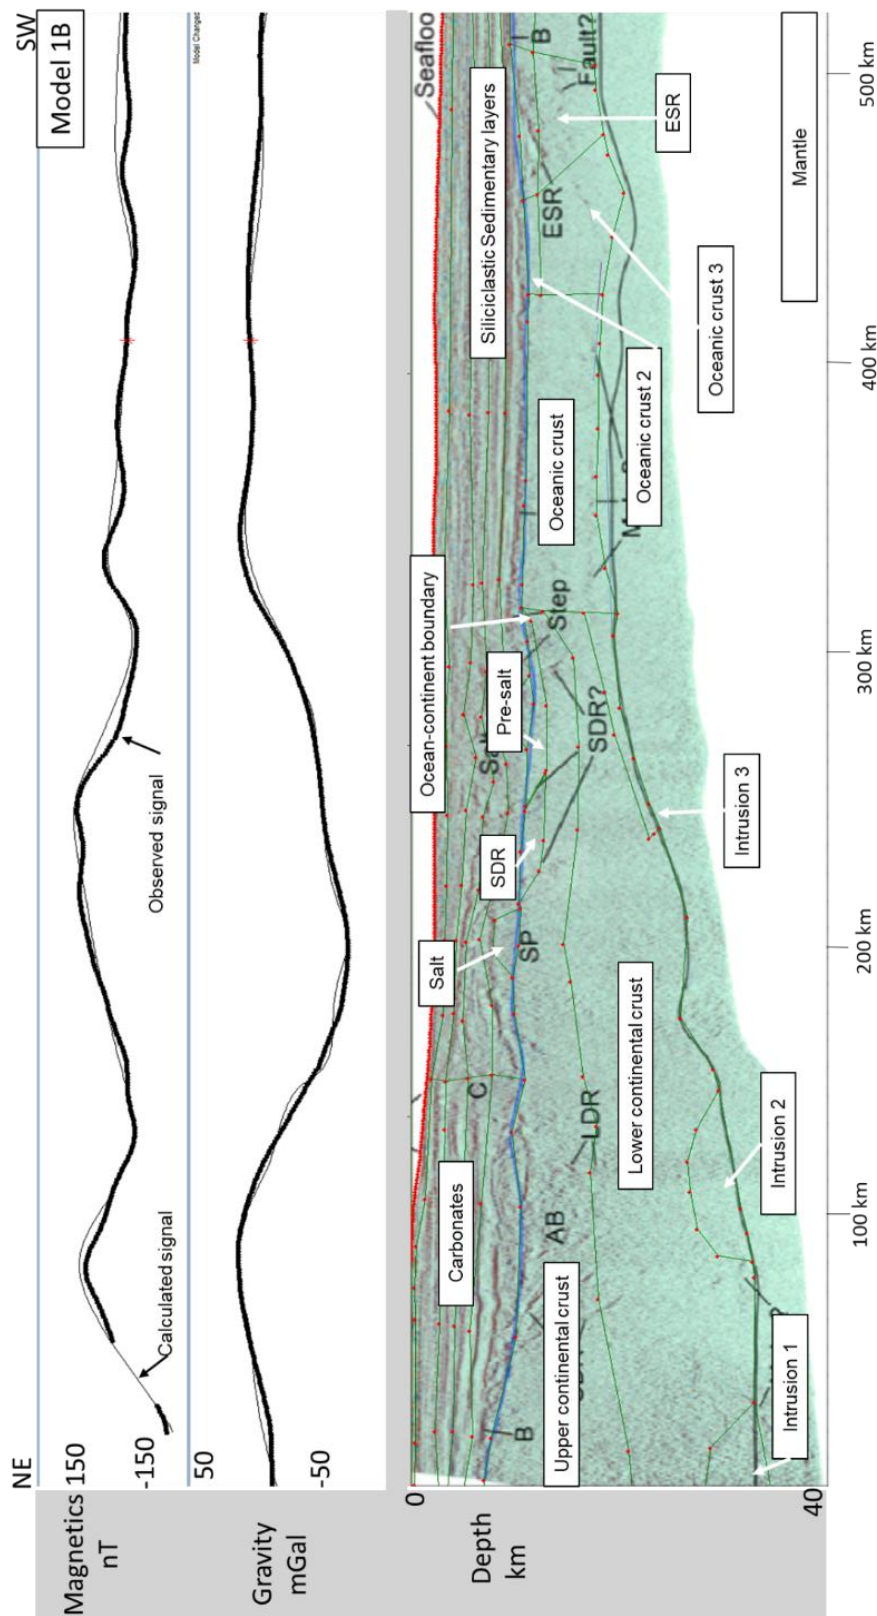 NE
SW
Model 1B
Magnetics
nT
150
-150
Calculated signal
Observed signal
Model Changed
Gravity
mGal
50
-50
Depth
km
0
40
Seafloo
Siliciclastic Sedimentary layers
Carbonates
C
Salt
SP
SDR
Pre-salt
Ocean-continent boundary
Step
SDR?
Oceanic crust
Oceanic crust 2
Oceanic crust 3
ESR
ESR
B
Fault?
B
Upper continental crust
AB
LDR
Lower continental crust
Intrusion 1
Intrusion 2
Intrusion 3
Mantle
100 km
200 km
300 km
400 km
500 km